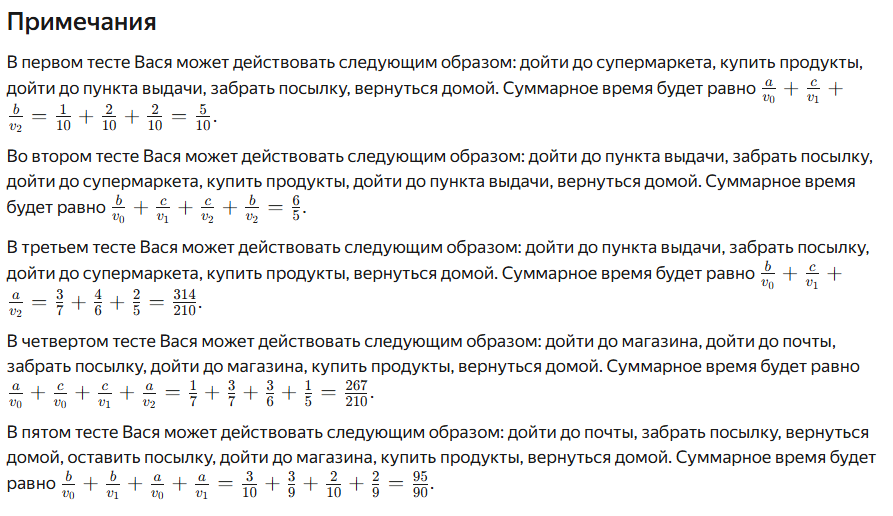 Примечания
В первом тесте Вася может действовать следующим образом: дойти до супермаркета, купить продукты,
дойти до пункта выдачи, забрать посылку, вернуться домой. Суммарное время будет равно $\frac{a}{v_0} + \frac{c}{v_1} +$
$\frac{b}{v_2} = \frac{1}{10} + \frac{2}{10} + \frac{2}{10} = \frac{5}{10}$.
Во втором тесте Вася может действовать следующим образом: дойти до пункта выдачи, забрать посылку,
дойти до супермаркета, купить продукты, дойти до пункта выдачи, вернуться домой. Суммарное время
будет равно $\frac{b}{v_0} + \frac{c}{v_1} + \frac{c}{v_2} + \frac{b}{v_2} = \frac{6}{5}$.
В третьем тесте Вася может действовать следующим образом: дойти до пункта выдачи, забрать посылку,
дойти до супермаркета, купить продукты, вернуться домой. Суммарное время будет равно $\frac{b}{v_0} + \frac{c}{v_1} +$
$\frac{a}{v_2} = \frac{3}{7} + \frac{4}{6} + \frac{2}{5} = \frac{314}{210}$.
В четвертом тесте Вася может действовать следующим образом: дойти до магазина, дойти до почты,
забрать посылку, дойти до магазина, купить продукты, вернуться домой. Суммарное время будет равно
$\frac{a}{v_0} + \frac{c}{v_0} + \frac{c}{v_1} + \frac{a}{v_2} = \frac{1}{7} + \frac{3}{7} + \frac{3}{6} + \frac{1}{5} = \frac{267}{210}$.
В пятом тесте Вася может действовать следующим образом: дойти до почты, забрать посылку, вернуться
домой, оставить посылку, дойти до магазина, купить продукты, вернуться домой. Суммарное время будет
равно $\frac{b}{v_0} + \frac{b}{v_1} + \frac{a}{v_0} + \frac{a}{v_1} = \frac{3}{10} + \frac{3}{9} + \frac{2}{10} + \frac{2}{9} = \frac{95}{90}$.